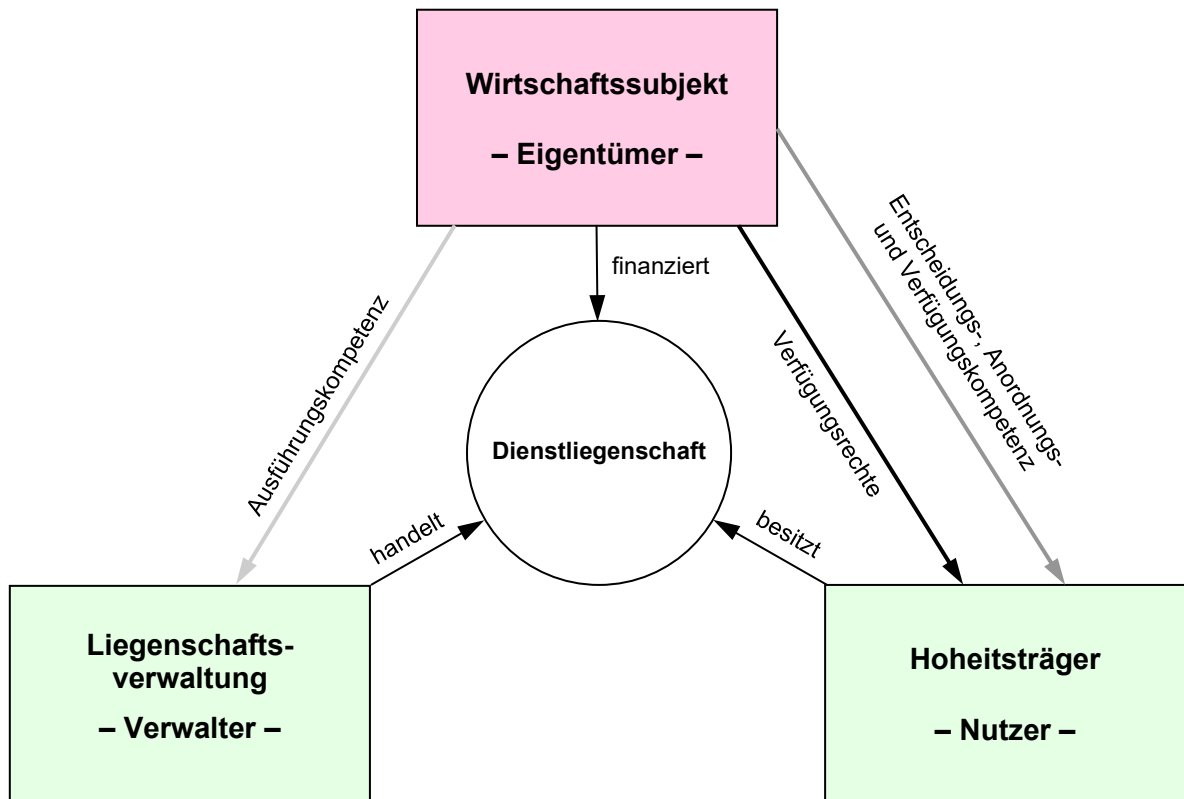 Wirtschaftssubjekt
– Eigentümer –
finanziert
Ausführungskompetenz
Verfügungsrechte
Entscheidungs-, Anordnungs-
und Verfügungskompetenz
Dienstliegenschaft
handelt
besitzt
Liegenschafts-
verwaltung
– Verwalter –
Hoheitsträger
– Nutzer –